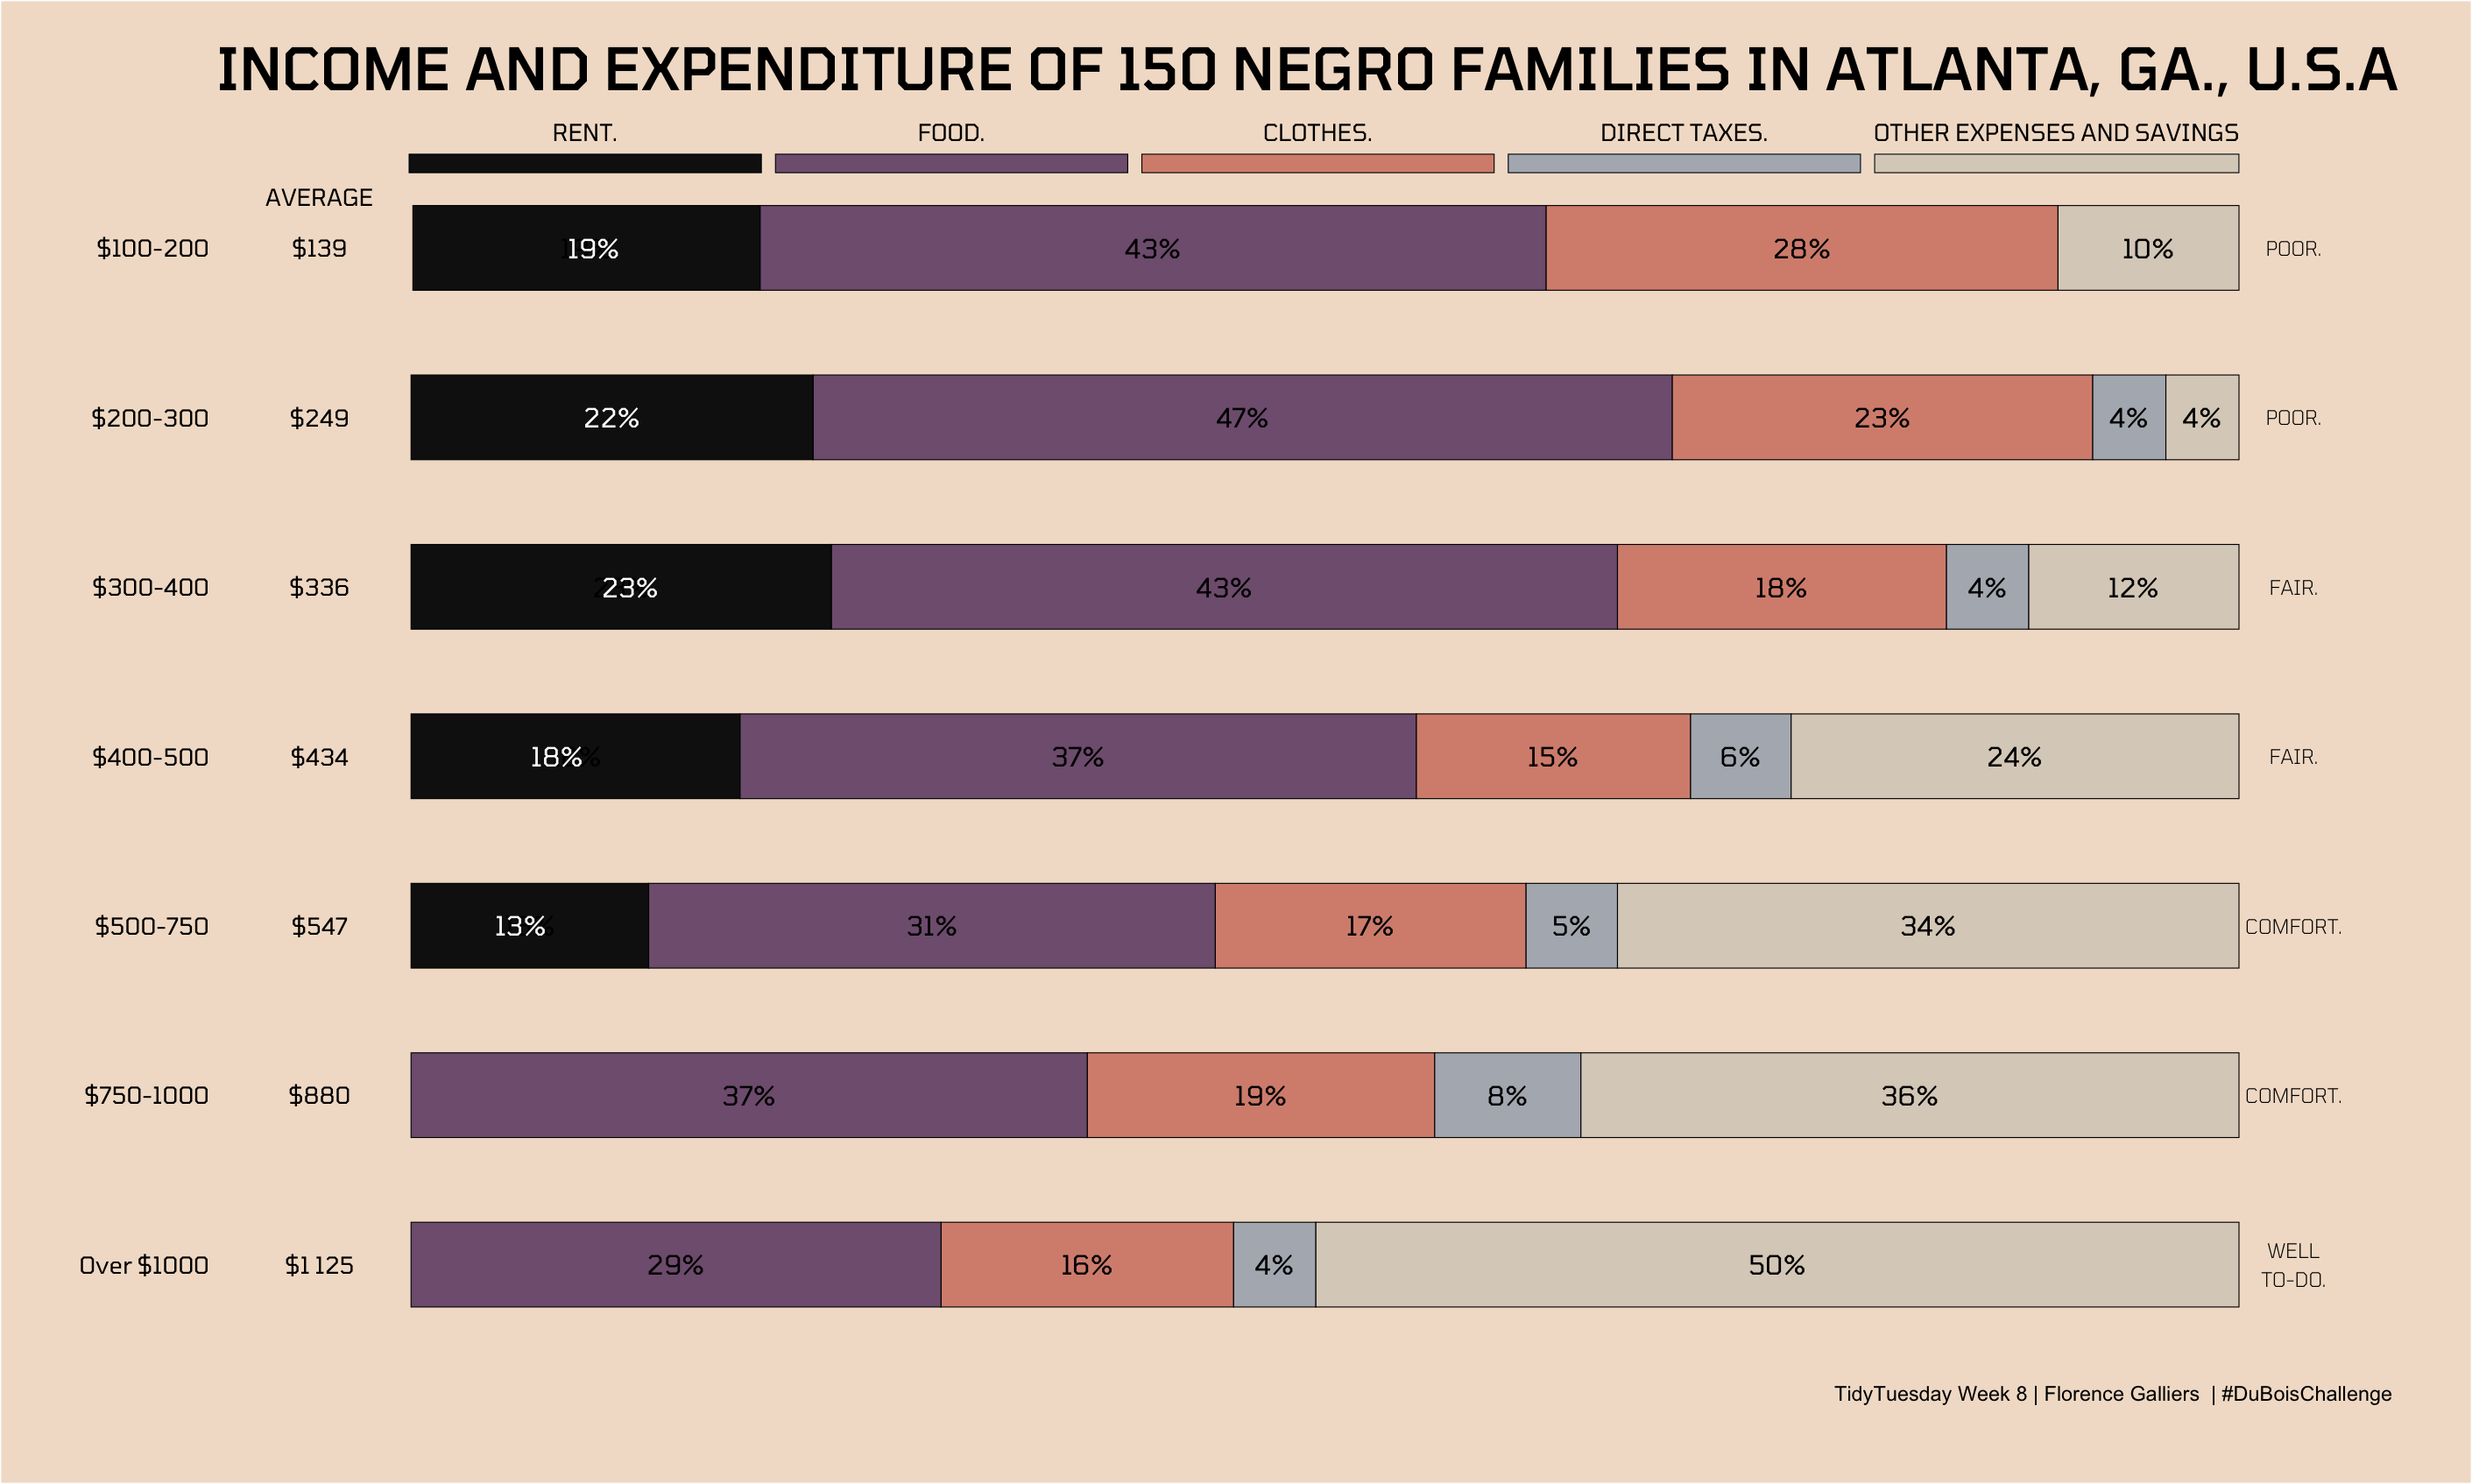 INCOME AND EXPENDITURE OF 150 NEGRO FAMILIES IN ATLANTA, GA., U.S.A
RENT. FOOD. CLOTHES. DIRECT TAXES. OTHER EXPENSES AND SAVINGS
AVERAGE
$100-200 $139 19% 43% 28% 10% POOR.
$200-300 $249 22% 47% 23% 4% 4% POOR.
$300-400 $336 23% 43% 18% 4% 12% FAIR.
$400-500 $434 18% 37% 15% 6% 24% FAIR.
$500-750 $547 13% 31% 17% 5% 34% COMFORT.
$750-1000 $880 37% 19% 8% 36% COMFORT.
Over $1000 $1125 29% 16% 4% 50% WELL
TO-DO.
TidyTuesday Week 8 | Florence Galliers | #DuBoisChallenge